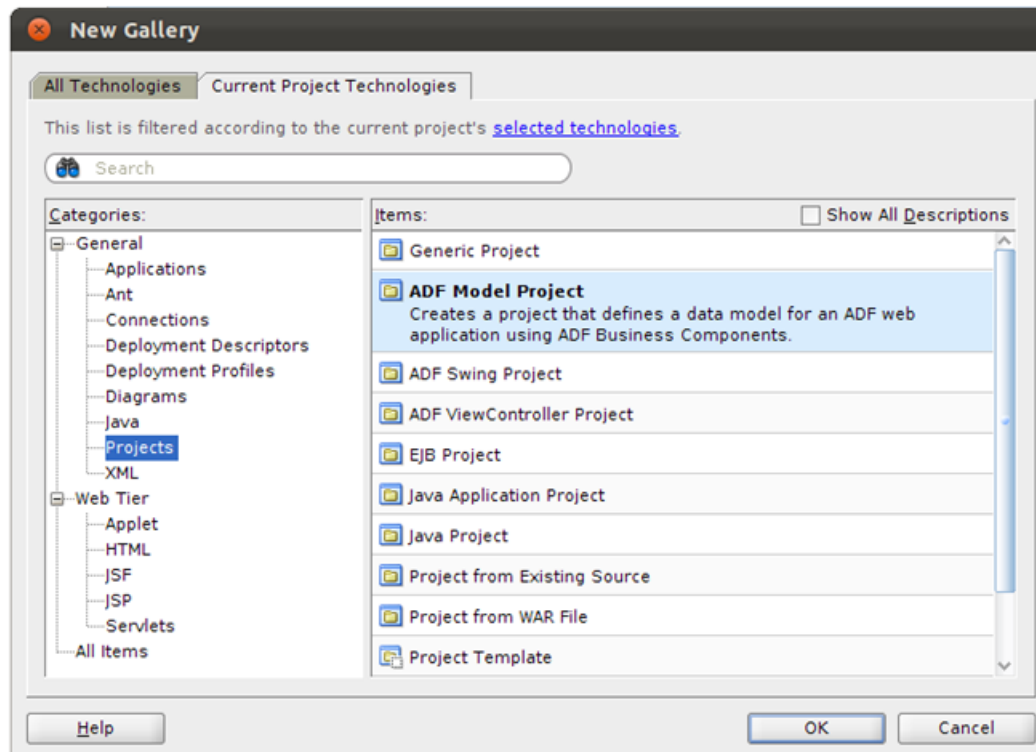 New Gallery
All Technologies
Current Project Technologies
This list is filtered according to the current project's selected technologies.
Search
Categories:
General
Applications
Ant
Connections
Deployment Descriptors
Deployment Profiles
Diagrams
Java
Projects
XML
Web Tier
Applet
HTML
JSF
JSP
Servlets
All Items
Items:
Show All Descriptions
Generic Project
ADF Model Project
Creates a project that defines a data model for an ADF web
application using ADF Business Components.
ADF Swing Project
ADF ViewController Project
EJB Project
Java Application Project
Java Project
Project from Existing Source
Project from WAR File
Project Template
Help
OK
Cancel